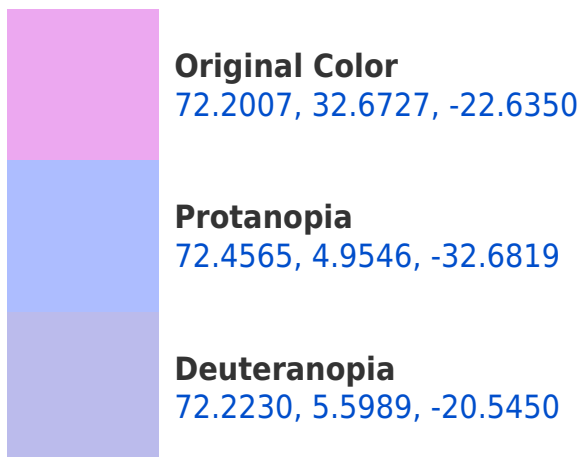 Original Color
72.2007, 32.6727, -22.6350
Protanopia
72.4565, 4.9546, -32.6819
Deuteranopia
72.2230, 5.5989, -20.5450